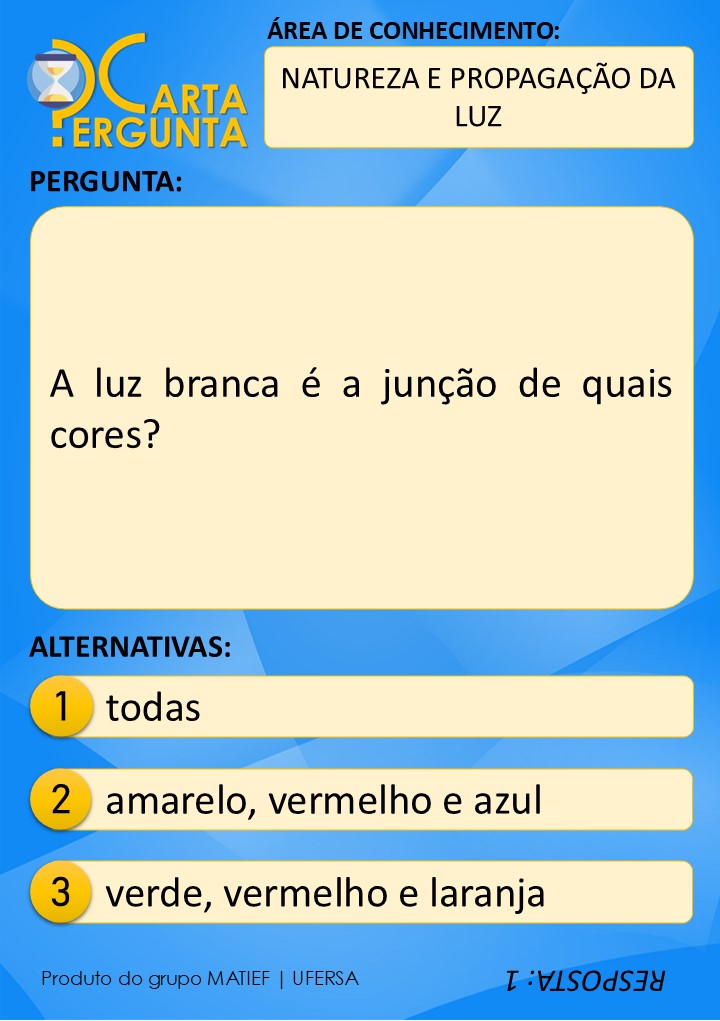 CARTA
PERGUNTA
ÁREA DE CONHECIMENTO:
NATUREZA E PROPAGAÇÃO DA
LUZ
PERGUNTA:
A luz branca é a junção de quais
cores?
ALTERNATIVAS:
1 todas
2 amarelo, vermelho e azul
3 verde, vermelho e laranja
Produto do grupo MATIEF | UFERSA
RESPOSTA: 1